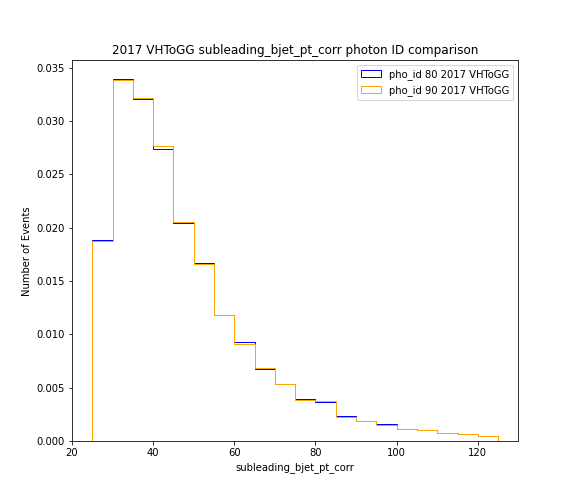 2017 VHToGG subleading_bjet_pt_corr photon ID comparison
pho_id 80 2017 VHToGG
pho_id 90 2017 VHToGG
Number of Events
0.035
0.030
0.025
0.020
0.015
0.010
0.005
0.000
20 40 60 80 100 120
subleading_bjet_pt_corr